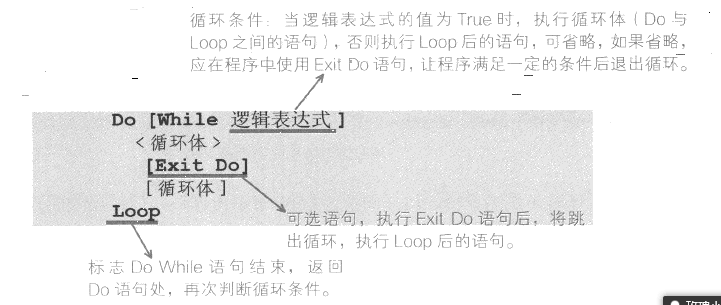 循环条件：当逻辑表达式的值为 True 时，执行循环体（Do 与
Loop 之间的语句），否则执行 Loop 后的语句，可省略，如果省略，
应在程序中使用 Exit Do 语句，让程序满足一定的条件后退出循环。
Do [While 逻辑表达式 ]
<循环体>
[Exit Do]
[循环体]
Loop
可选语句，执行 Exit Do 语句后，将跳
出循环，执行 Loop 后的语句。
标志 Do While 语句结束，返回
Do 语句处，再次判断循环条件。